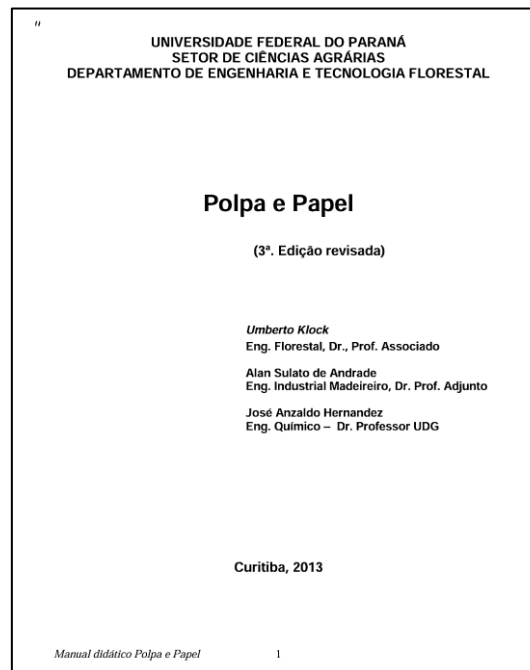 "
UNIVERSIDADE FEDERAL DO PARANÁ
SETOR DE CIÊNCIAS AGRÁRIAS
DEPARTAMENTO DE ENGENHARIA E TECNOLOGIA FLORESTAL
Polpa e Papel
(3ª. Edição revisada)
Umberto Klock
Eng. Florestal, Dr., Prof. Associado
Alan Sulato de Andrade
Eng. Industrial Madeireiro, Dr. Prof. Adjunto
José Anzaldo Hernandez
Eng. Químico – Dr. Professor UDG
Curitiba, 2013
Manual didático Polpa e Papel 1